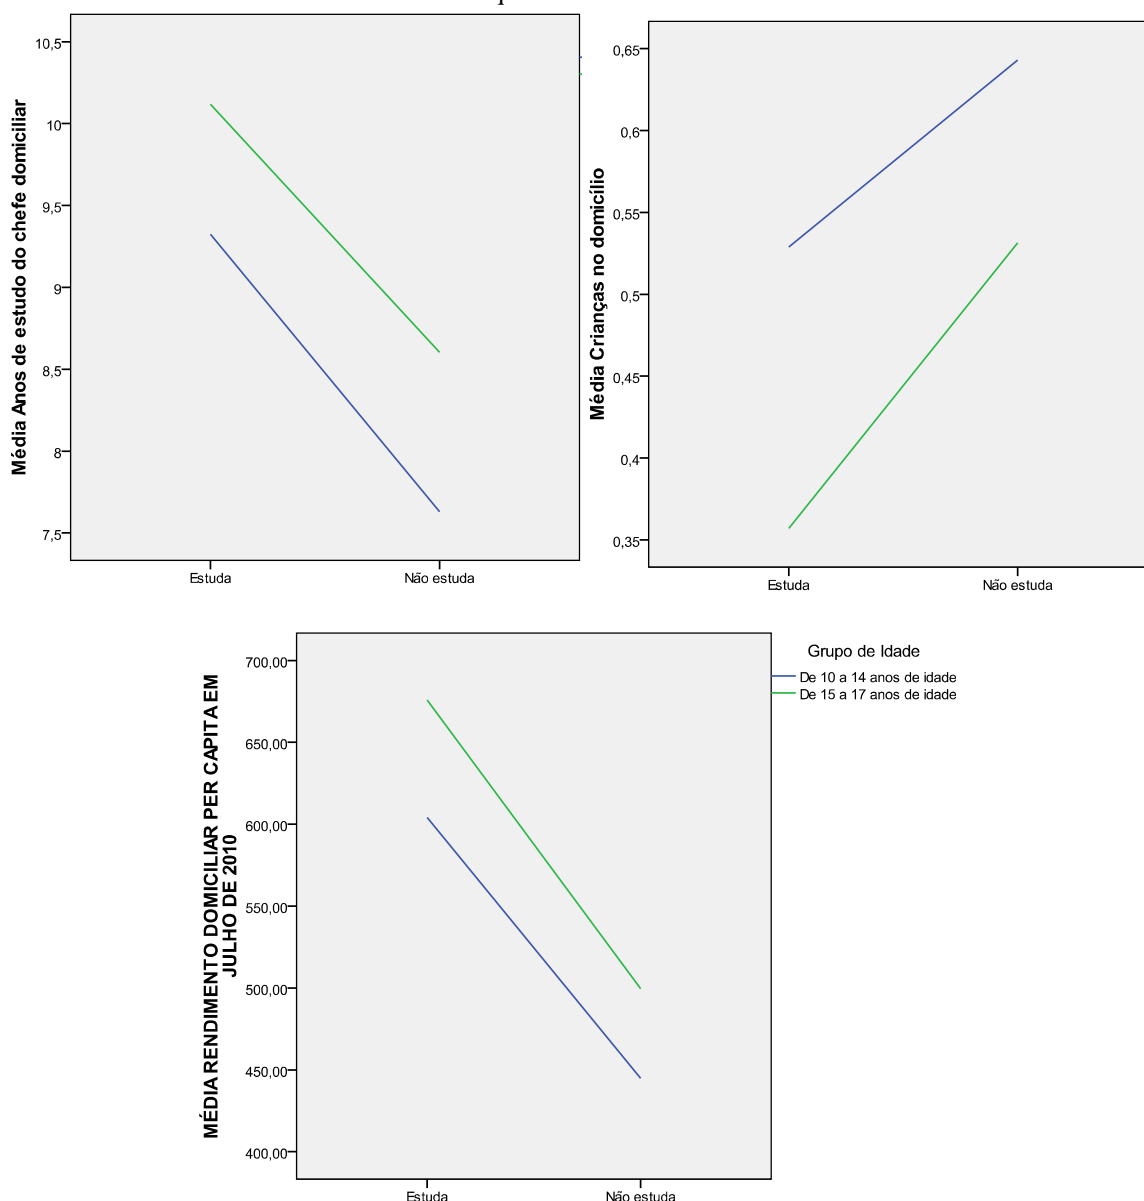 Média Anos de estudo do chefe domiciliar
10,5
10
9,5
9
8,5
8
7,5
Estuda
Não estuda
Média Crianças no domicílio
0,65
0,6
0,55
0,5
0,45
0,4
0,35
Estuda
Não estuda
MÉDIA RENDIMENTO DOMICILIAR PER CAPITA EM
JULHO DE 2010
700,00
650,00
600,00
550,00
500,00
450,00
400,00
Estuda
Não estuda
Grupo de Idade
De 10 a 14 anos de idade
De 15 a 17 anos de idade